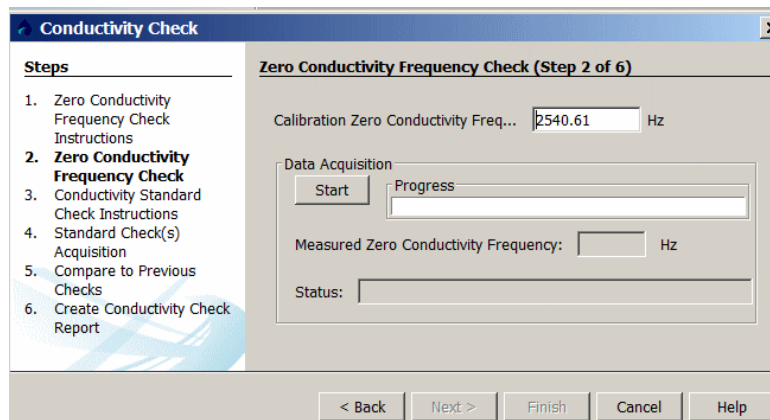 Conductivity Check
Steps
1. Zero Conductivity
Frequency Check
Instructions
2. Zero Conductivity
Frequency Check
3. Conductivity Standard
Check Instructions
4. Standard Check(s)
Acquisition
5. Compare to Previous
Checks
6. Create Conductivity Check
Report
Zero Conductivity Frequency Check (Step 2 of 6)
Calibration Zero Conductivity Freq... 2540.61 Hz
Data Acquisition
Start Progress
Measured Zero Conductivity Frequency: Hz
Status:
< Back Next > Finish Cancel Help